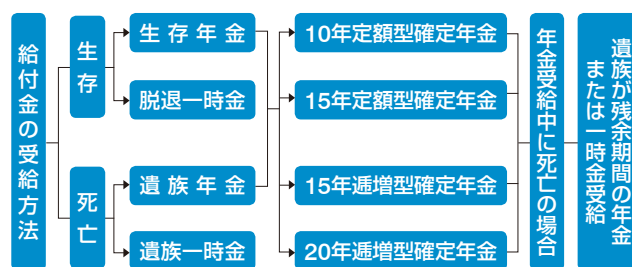 給付金の受給方法
生存
死亡
生存年金
脱退一時金
遺族年金
遺族一時金
10年定額型確定年金
15年定額型確定年金
15年逓増型確定年金
20年逓増型確定年金
年金受給中に死亡の場合
遺族が残余期間の年金
または一時金受給